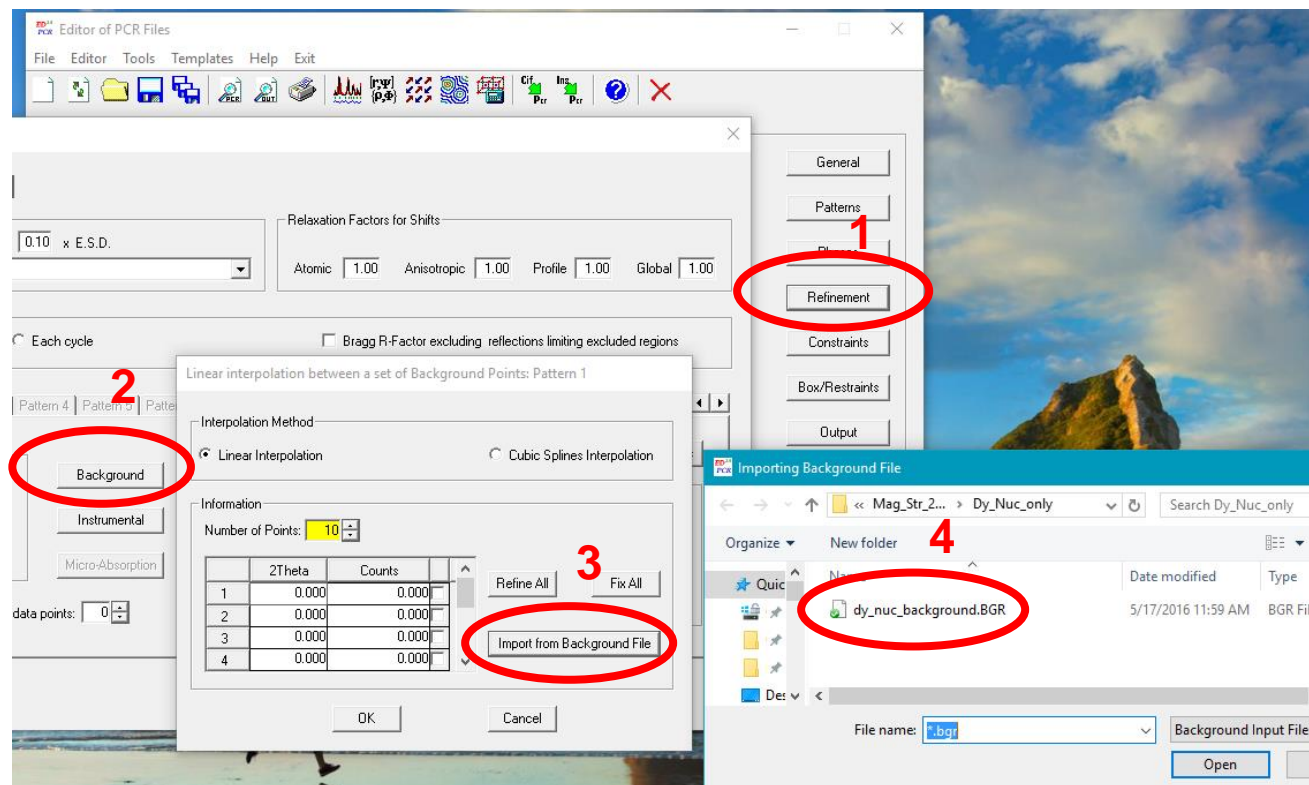 Editor of PCR Files
File Editor Tools Templates Help Exit
General
Patterns
1
Refinement
Constraints
Box/Restraints
Output
0.10 x E.S.D.
Relaxation Factors for Shifts
Atomic 1.00 Anisotropic 1.00 Profile 1.00 Global 1.00
Each cycle
Bragg R-Factor excluding reflections limiting excluded regions
2
Pattern 4 Pattern 5
Background
Instrumental
Micro-Absorption
data points: 0
Linear interpolation between a set of Background Points: Pattern 1
Interpolation Method
Linear Interpolation Cubic Splines Interpolation
Information
Number of Points: 10
2Theta Counts
1 0.000 0.000
2 0.000 0.000
3 0.000 0.000
4 0.000 0.000
Refine All
3
Fix All
Import from Background File
OK Cancel
Importing Background File
« Mag_Str_2... > Dy_Nuc_only
Search Dy_Nuc_only
Organize New folder
4
Date modified Type
Quic
dy_nuc_background.BGR 5/17/2016 11:59 AM BGR Fi
Des
File name: *.bgr
Background Input File
Open